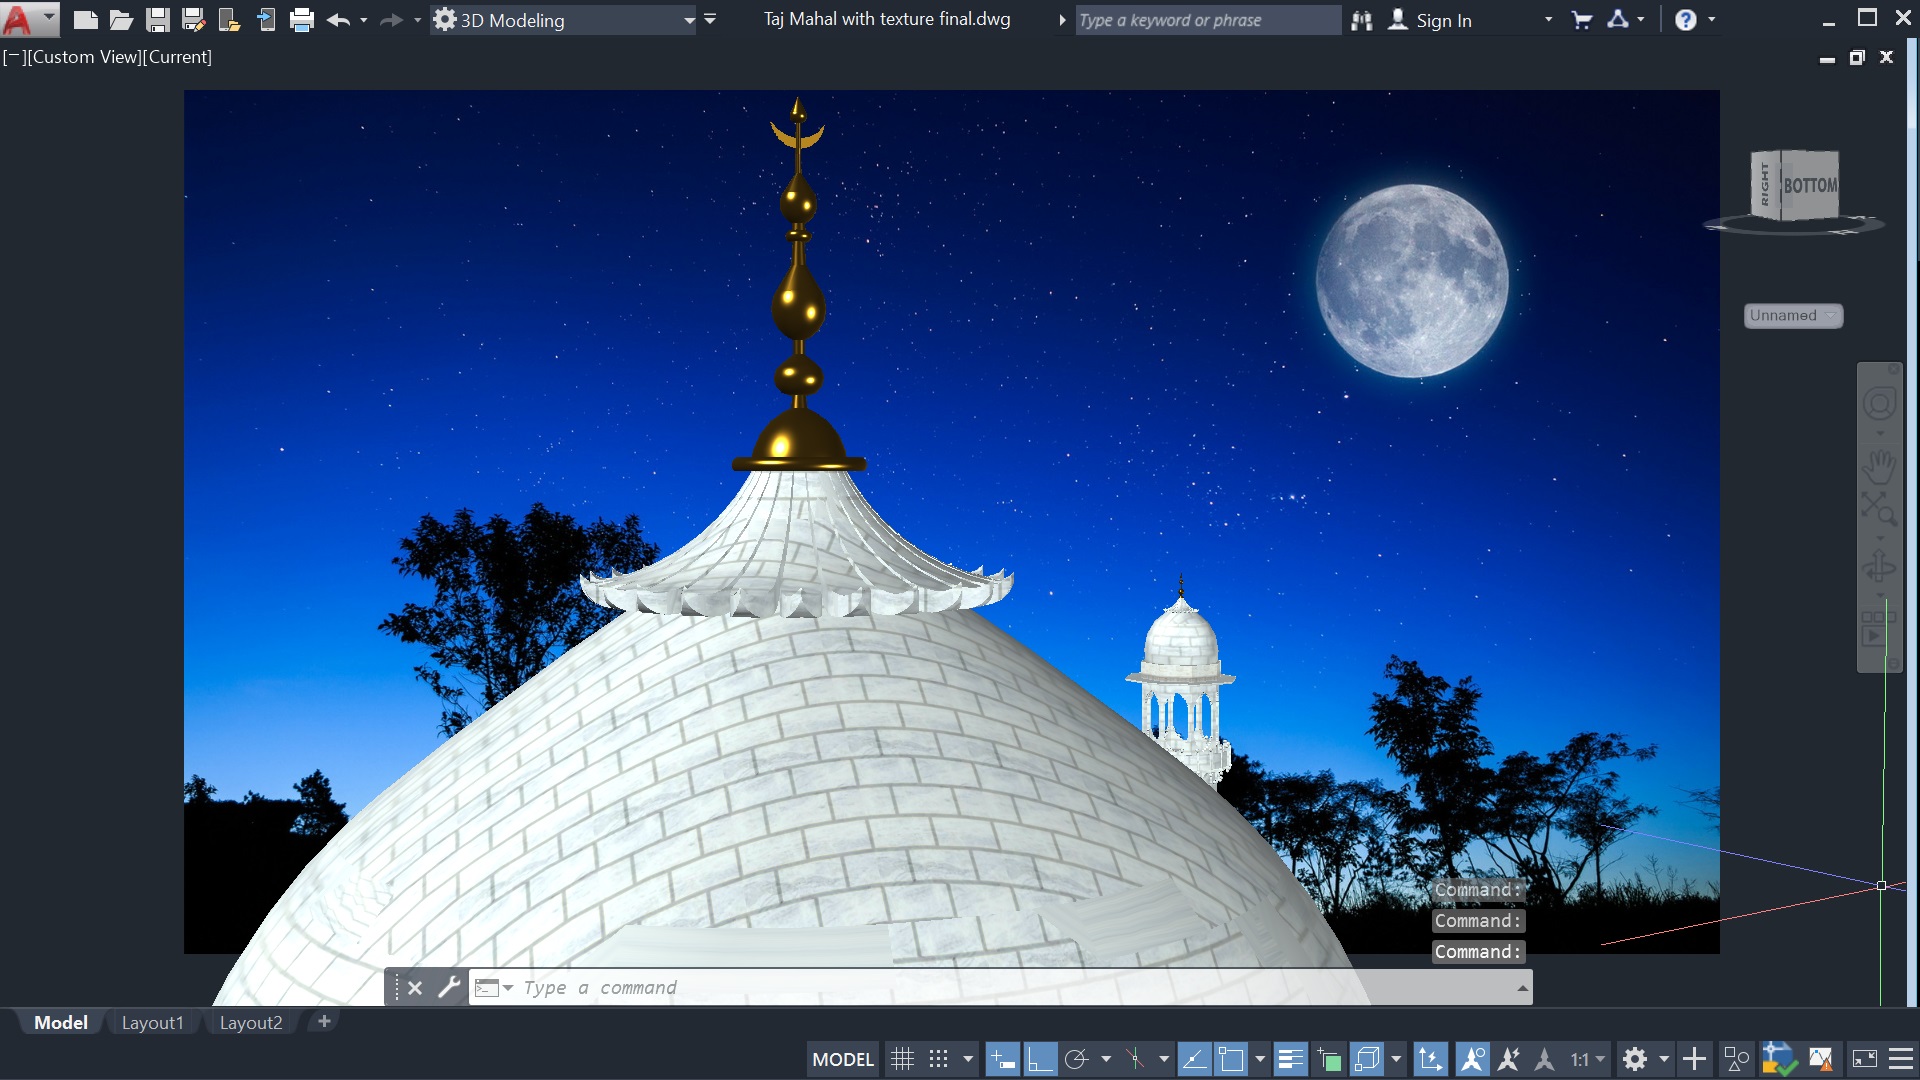 3D Modeling
Taj Mahal with texture final.dwg
Type a keyword or phrase
Sign In
[−][Custom View][Current]
RIGHT
BOTTOM
Unnamed
Command:
Command:
Command:
Type a command
Model
Layout1
Layout2
MODEL
1:1